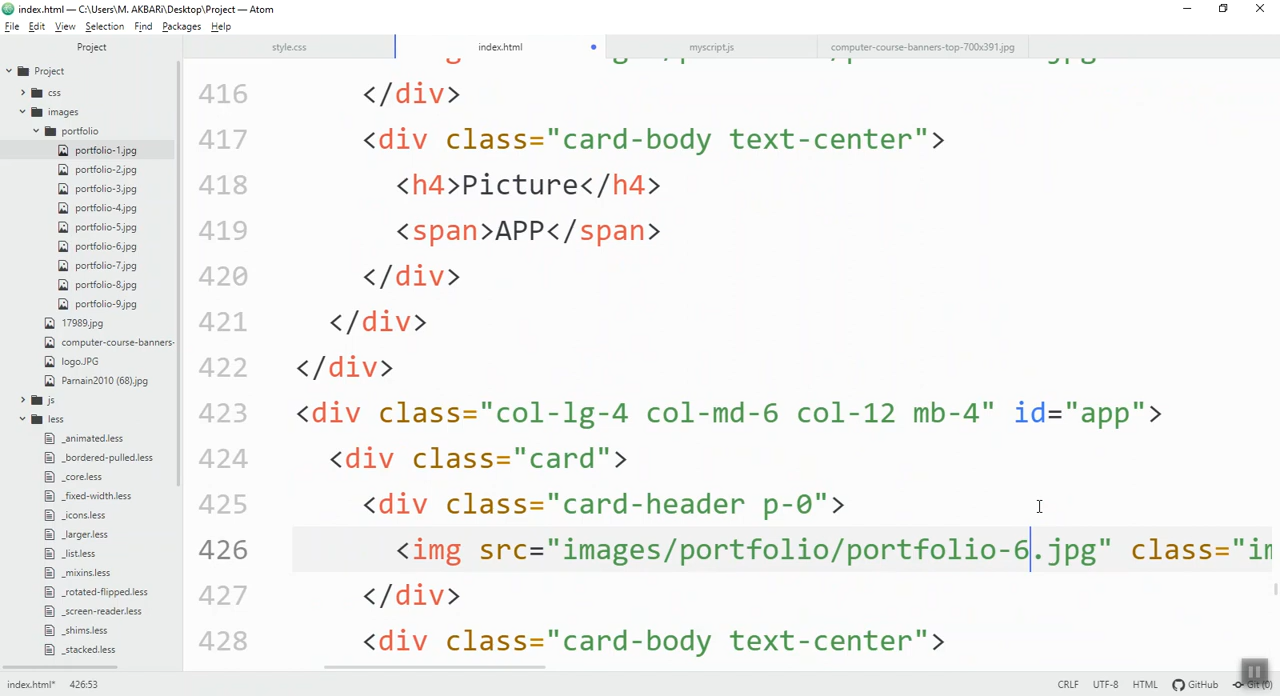 index.html — C:\Users\M. AKBARi\Desktop\Project — Atom
File Edit View Selection Find Packages Help
Project
style.css
index.html
myscript.js
computer-course-banners-top-700x391.jpg
Project
css
images
portfolio
portfolio-1.jpg
portfolio-2.jpg
portfolio-3.jpg
portfolio-4.jpg
portfolio-5.jpg
portfolio-6.jpg
portfolio-7.jpg
portfolio-8.jpg
portfolio-9.jpg
17989.jpg
computer-course-banners-
logo.JPG
Parnain2010 (68).jpg
js
less
_animated.less
_bordered-pulled.less
_core.less
_fixed-width.less
_icons.less
_larger.less
_list.less
_mixins.less
_rotated-flipped.less
_screen-reader.less
_shims.less
_stacked.less
416 </div>
417 <div class="card-body text-center">
418 <h4>Picture</h4>
419 <span>APP</span>
420 </div>
421 </div>
422 </div>
423 <div class="col-lg-4 col-md-6 col-12 mb-4" id="app">
424 <div class="card">
425 <div class="card-header p-0">
426 <img src="images/portfolio/portfolio-6.jpg" class="im
427 </div>
428 <div class="card-body text-center">
index.html* 426:53
CRLF UTF-8 HTML GitHub Git (0)